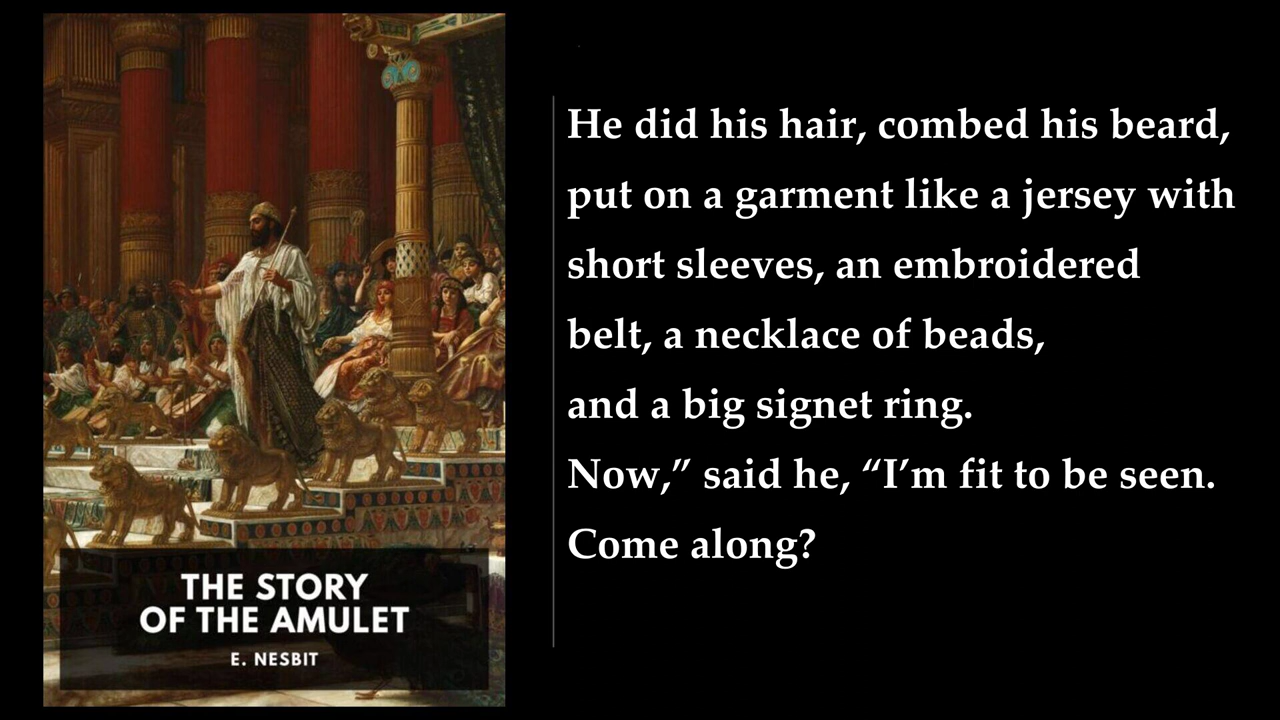 THE STORY
OF THE AMULET
E. NESBIT
He did his hair, combed his beard,
put on a garment like a jersey with
short sleeves, an embroidered
belt, a necklace of beads,
and a big signet ring.
Now,” said he, “I’m fit to be seen.
Come along?